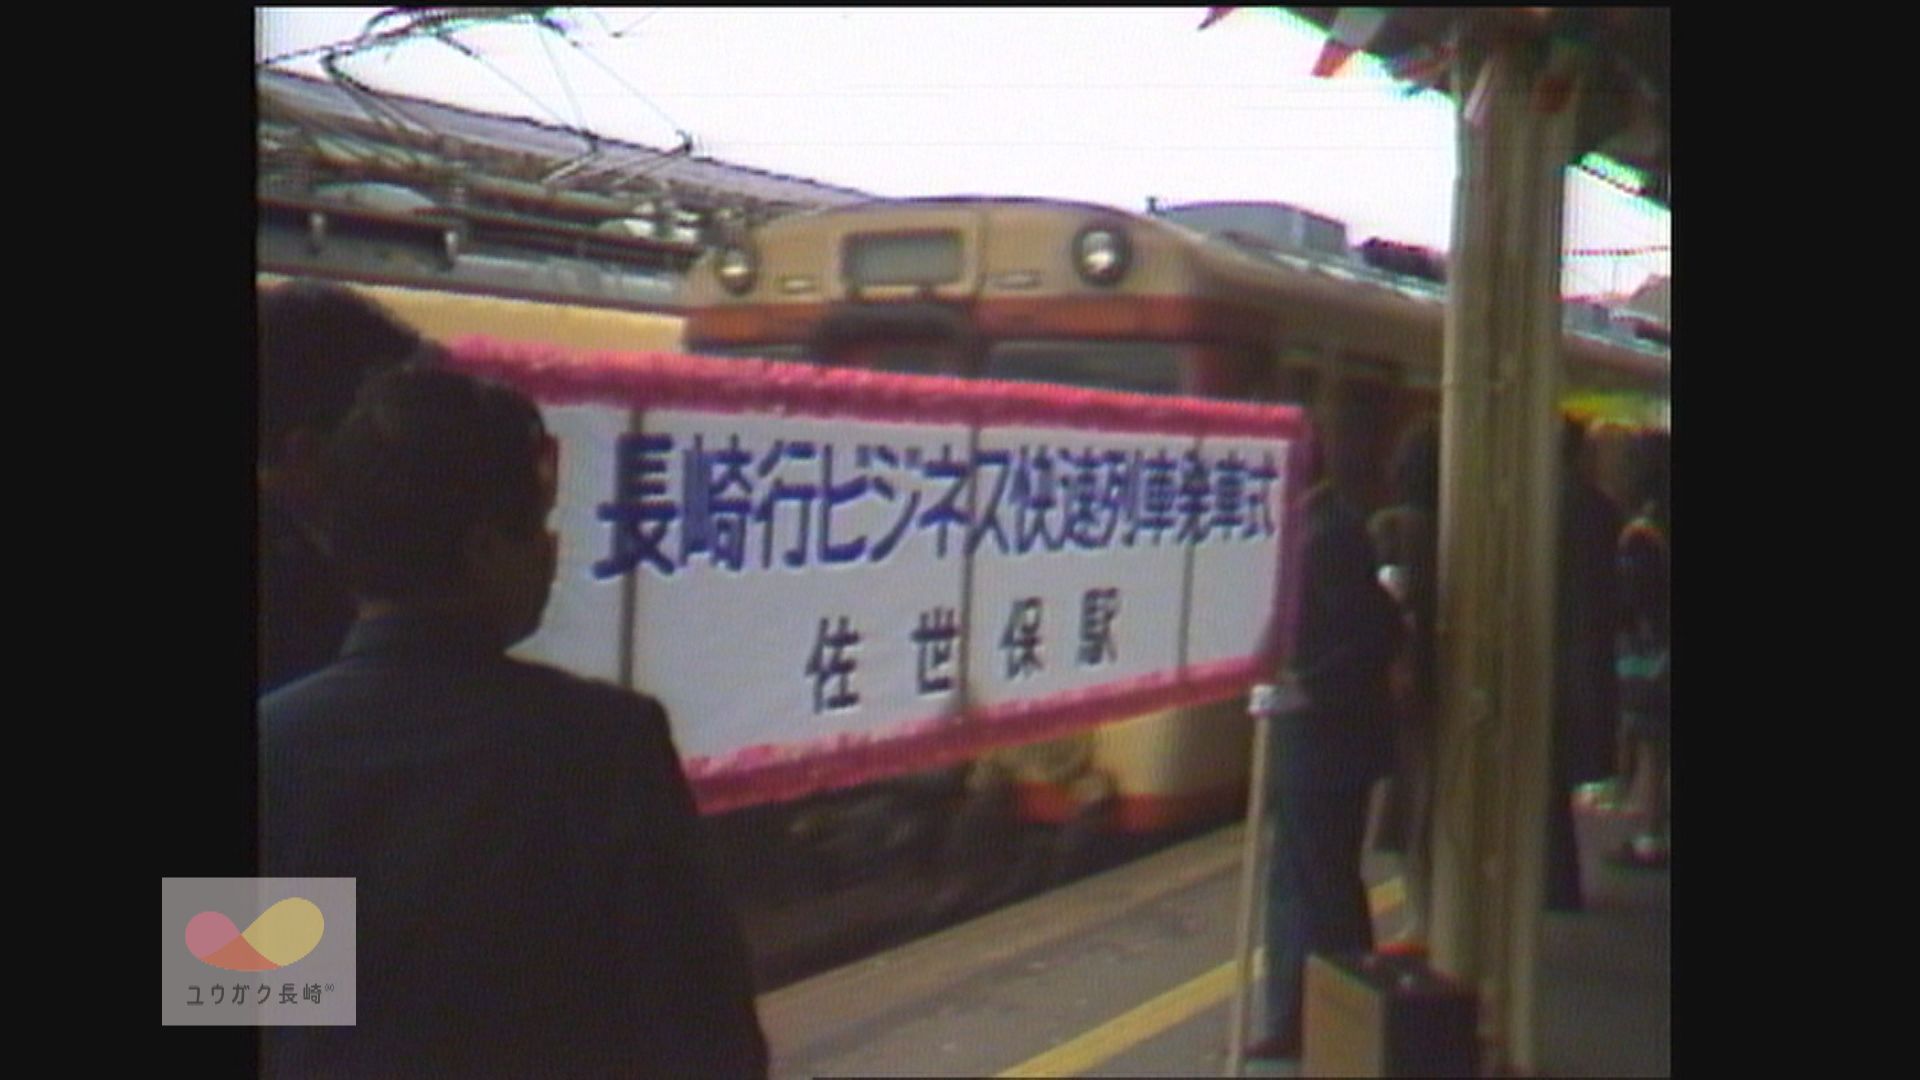 長崎行ビジネス快速列車発車式
佐世保駅
ユウガク長崎